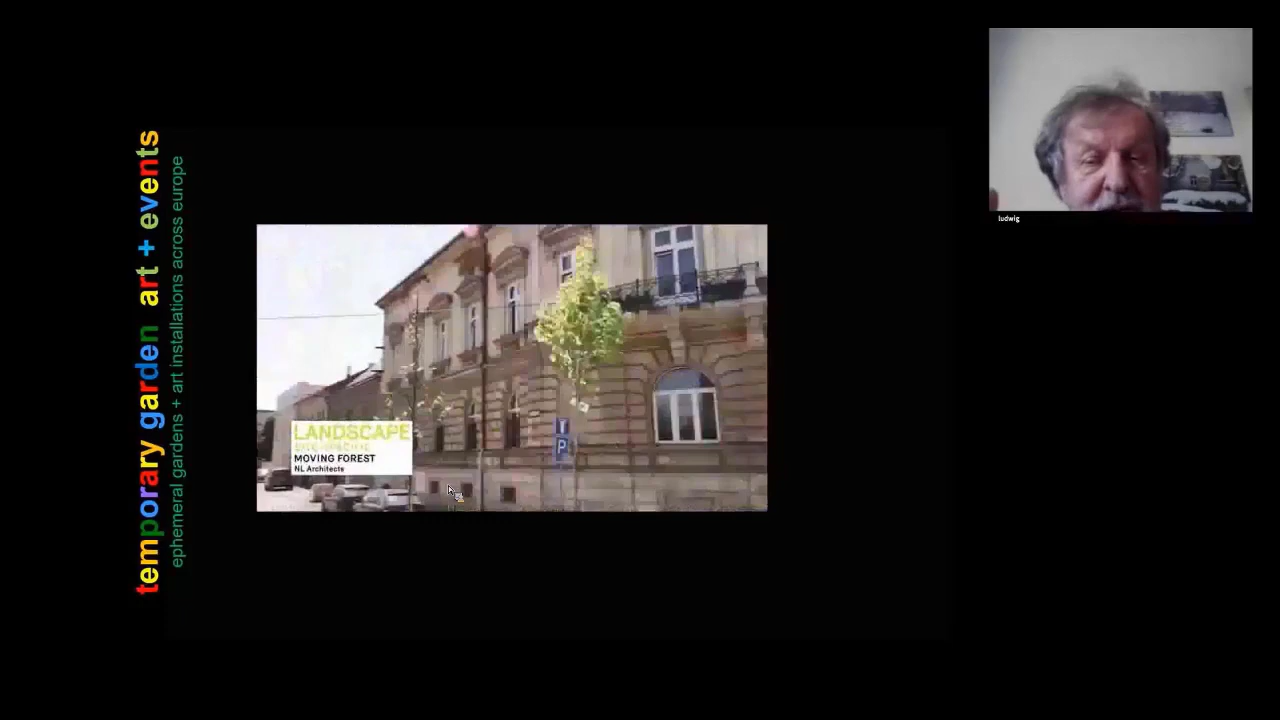 temporary garden art + events
ephemeral gardens + art installations across europe
LANDSCAPE
MOVING FOREST
NL Architects
T
P
ludwig